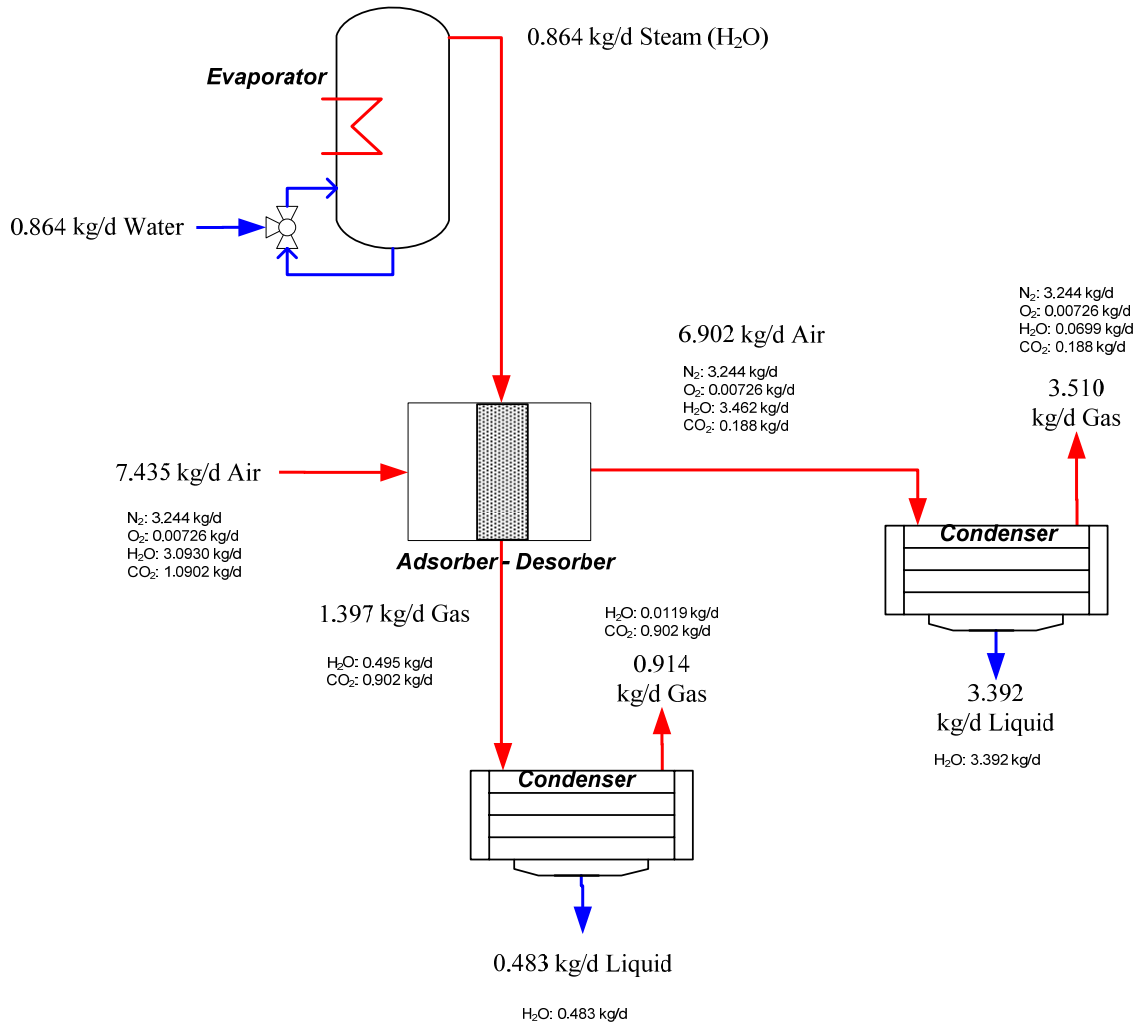 0.864 kg/d Steam (H₂O)
Evaporator
0.864 kg/d Water
N₂: 3.244 kg/d
O₂: 0.00726 kg/d
H₂O: 0.0699 kg/d
CO₂: 0.188 kg/d
3.510
kg/d Gas
6.902 kg/d Air
N₂: 3.244 kg/d
O₂: 0.00726 kg/d
H₂O: 3.462 kg/d
CO₂: 0.188 kg/d
7.435 kg/d Air
N₂: 3.244 kg/d
O₂: 0.00726 kg/d
H₂O: 3.0930 kg/d
CO₂: 1.0902 kg/d
Adsorber - Desorber
Condenser
3.392
kg/d Liquid
H₂O: 3.392 kg/d
1.397 kg/d Gas
H₂O: 0.495 kg/d
CO₂: 0.902 kg/d
H₂O: 0.0119 kg/d
CO₂: 0.902 kg/d
0.914
kg/d Gas
Condenser
0.483 kg/d Liquid
H₂O: 0.483 kg/d